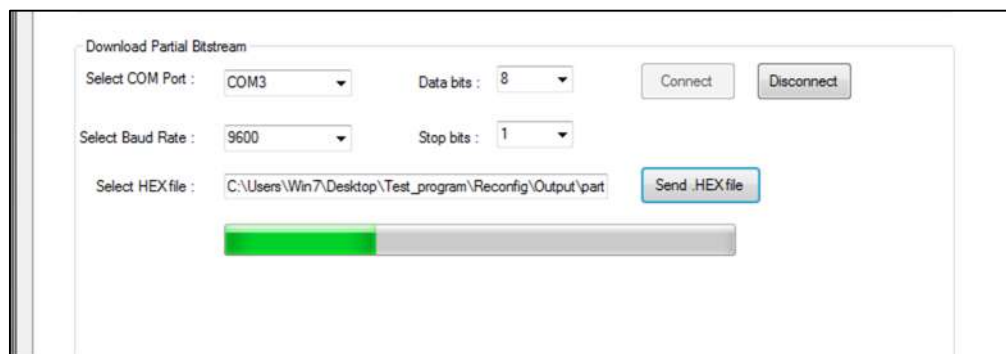 Download Partial Bitstream
Select COM Port : COM3 Data bits : 8 Connect Disconnect
Select Baud Rate : 9600 Stop bits : 1
Select HEX file : C:\Users\Win7\Desktop\Test_program\Reconfig\Output\part Send .HEX file